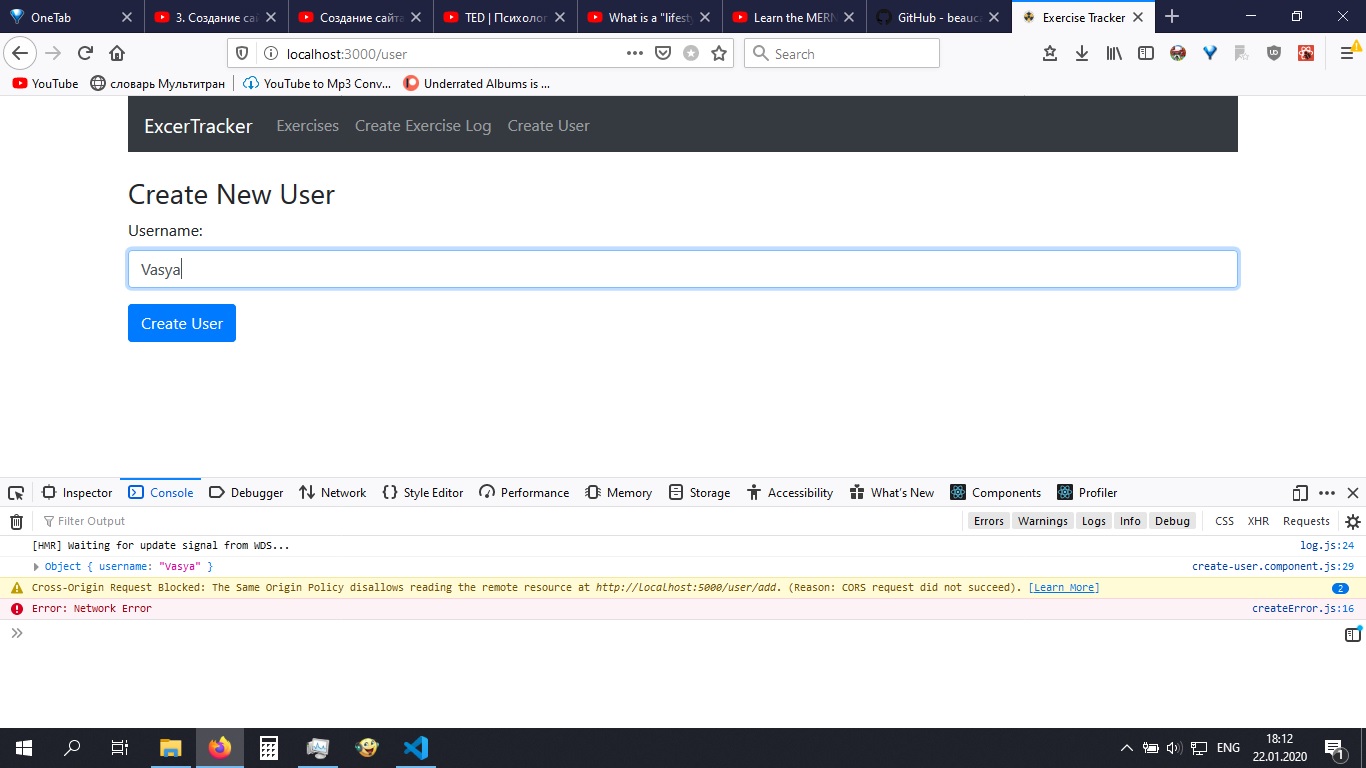 OneTab
3. Создание сай
Создание сайта
TED | Психолог
What is a "lifest
Learn the MERN
GitHub - beauca
Exercise Tracker
localhost:3000/user
Search
YouTube
словарь Мультитран
YouTube to Mp3 Conv...
Underrated Albums is ...
ExcerTracker
Exercises
Create Exercise Log
Create User
Create New User
Username:
Vasya
Create User
Inspector
Console
Debugger
Network
Style Editor
Performance
Memory
Storage
Accessibility
What's New
Components
Profiler
Filter Output
Errors
Warnings
Logs
Info
Debug
CSS
XHR
Requests
[HMR] Waiting for update signal from WDS...
log.js:24
Object { username: "Vasya" }
create-user.component.js:29
Cross-Origin Request Blocked: The Same Origin Policy disallows reading the remote resource at http://localhost:5000/user/add. (Reason: CORS request did not succeed). [Learn More]
2
Error: Network Error
createError.js:16
ENG
18:12
22.01.2020
1